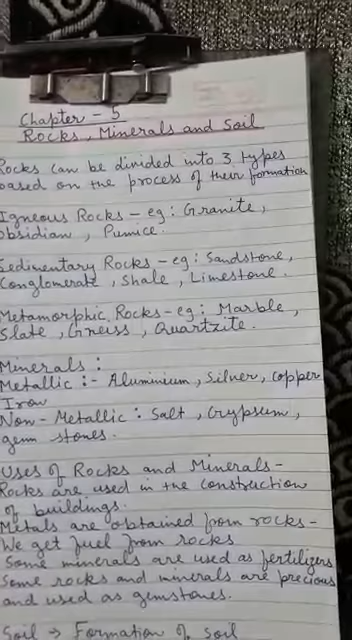 Chapter - 5
Rocks, Minerals and Soil
Rocks can be divided into 3 types
based on the process of their formation
Igneous Rocks - eg: Granite,
obsidian, Pumice.
Sedimentary Rocks - eg: Sandstone,
Conglomerate, Shale, Limestone.
Metamorphic Rocks - eg: Marble,
Slate, Gneiss, Quartzite.
Minerals :
Metallic :- Aluminium, Silver, copper
Iron
Non-Metallic : Salt, Gypsum,
gem stones.
Uses of Rocks and Minerals -
Rocks are used in the construction
of buildings.
Metals are obtained from rocks -
We get fuel from rocks
Some minerals are used as fertilizers
Some rocks and minerals are precious
and used as gemstones.
Soil → Formation of soil